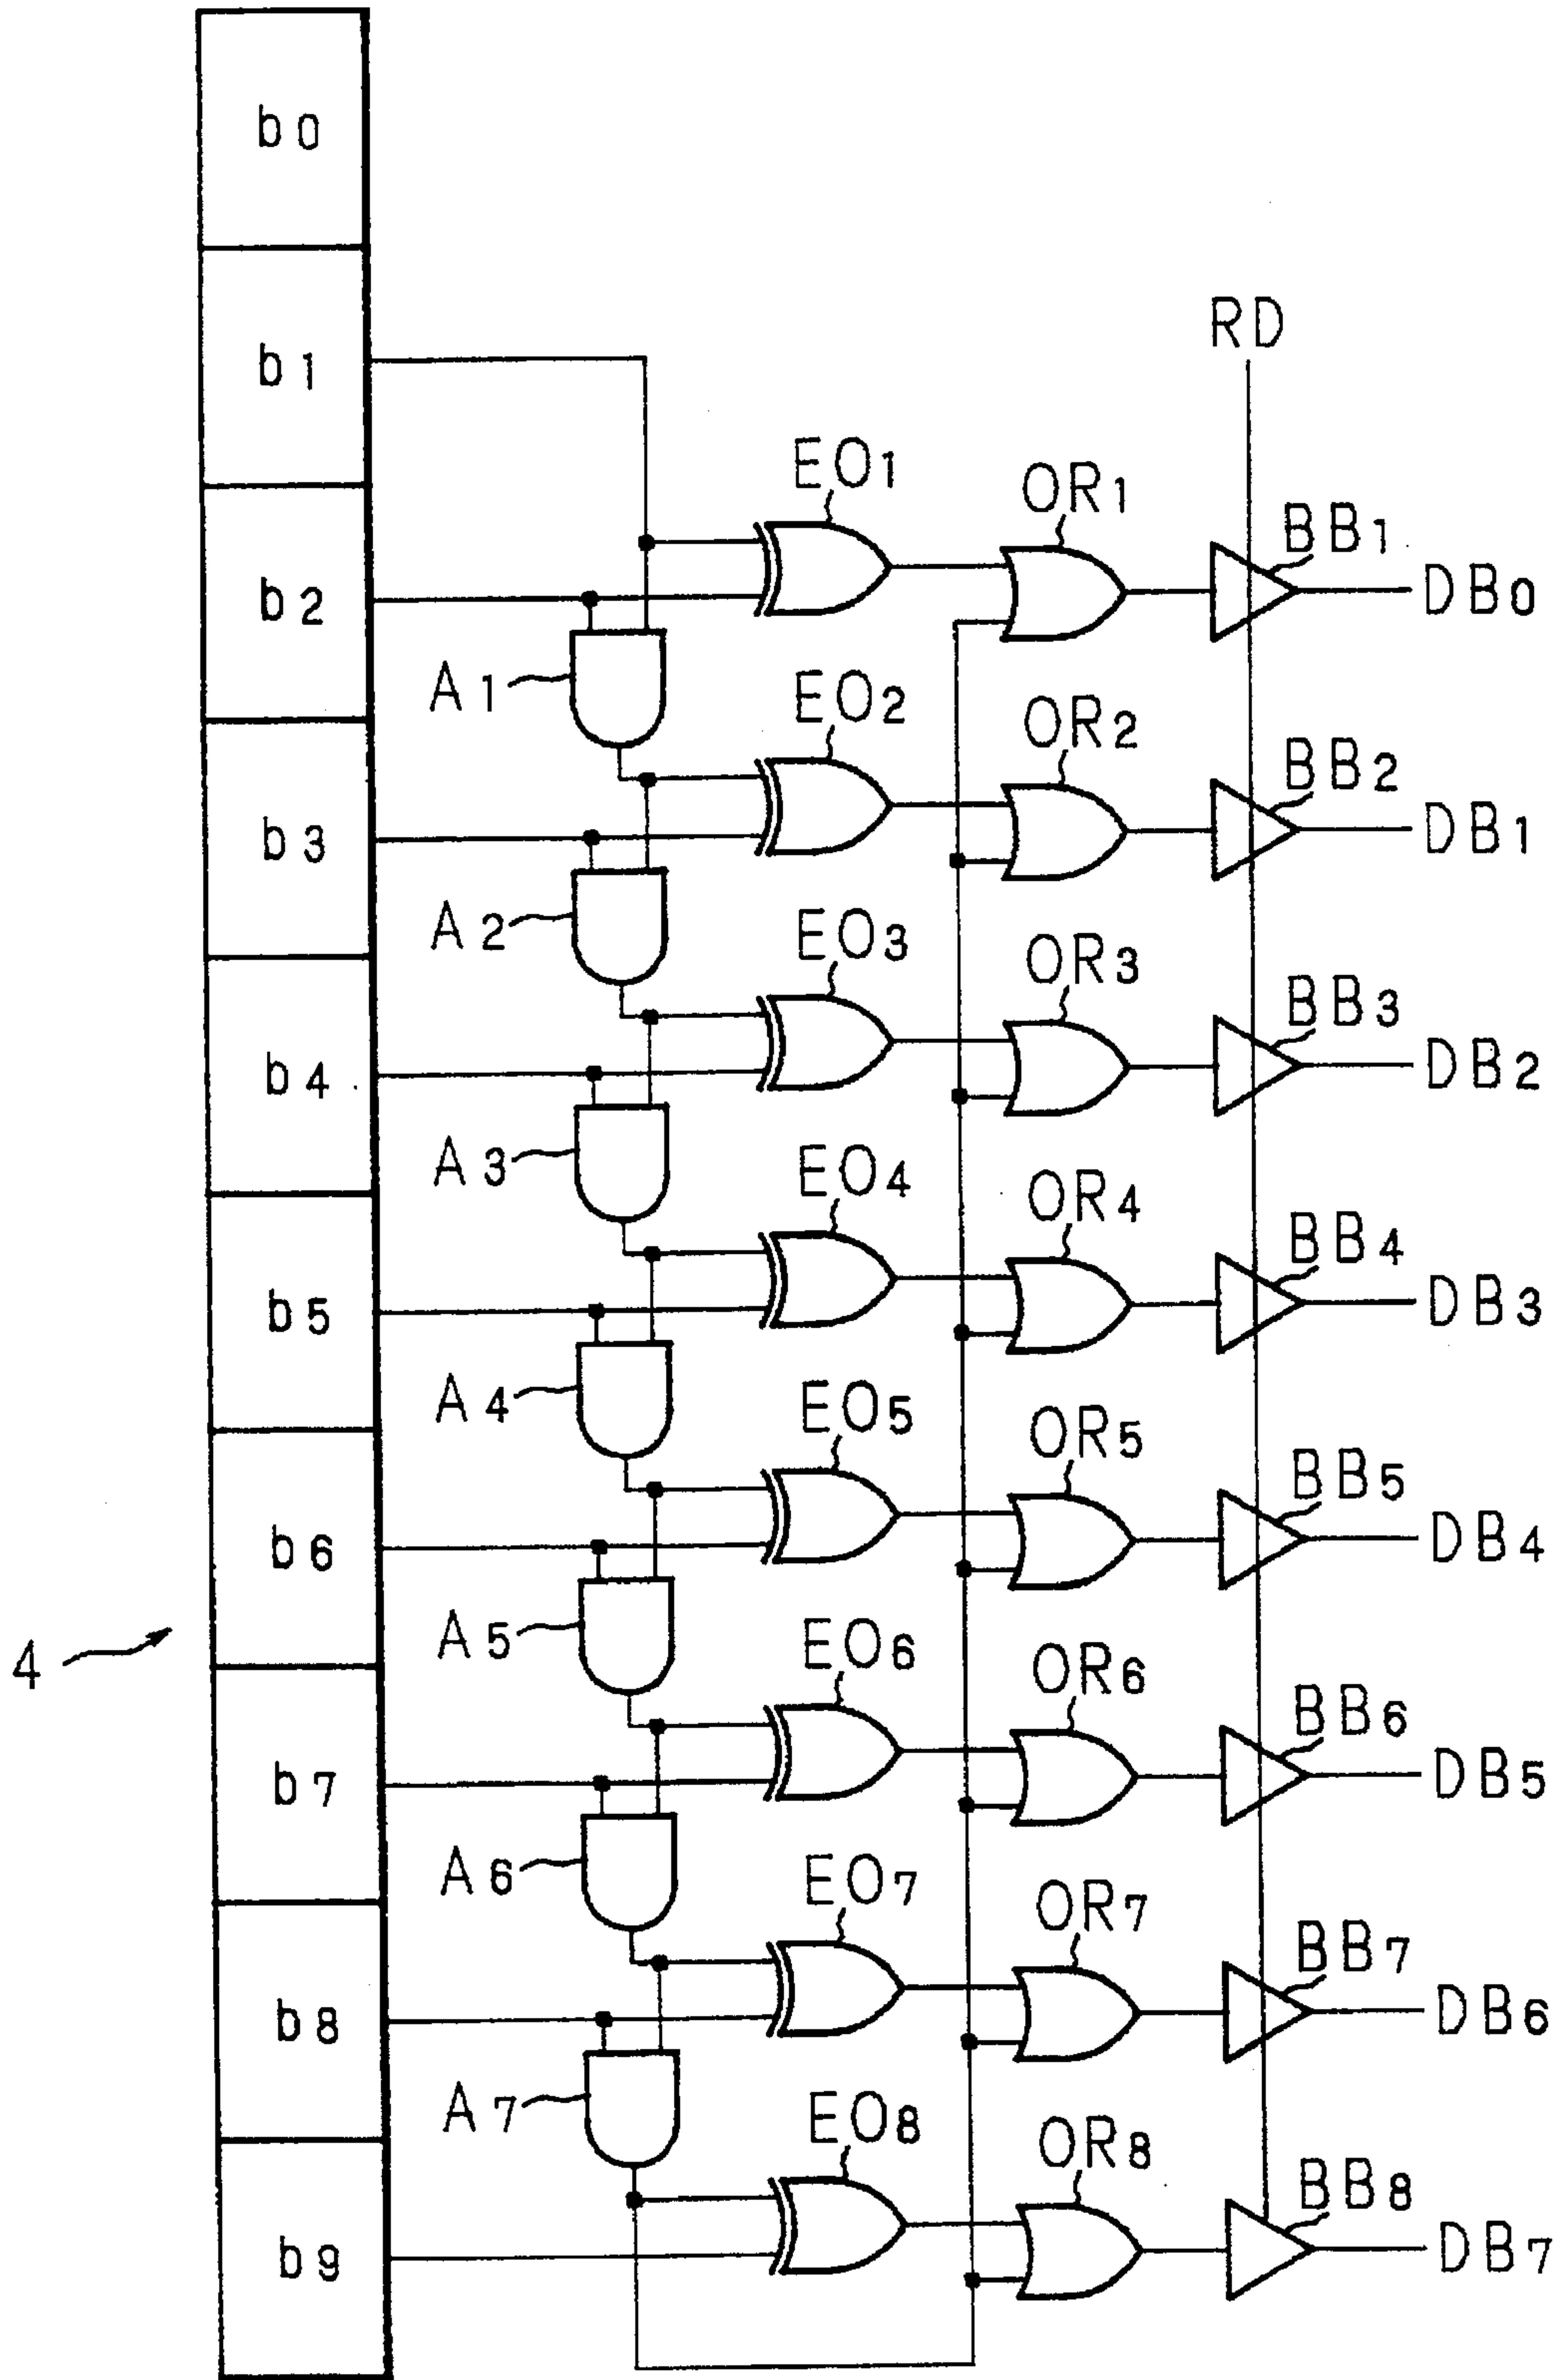 b0
b1
RD
EO1
OR1
BB1
DB0
b2
A1
EO2
OR2
BB2
DB1
b3
A2
EO3
OR3
BB3
DB2
b4
A3
EO4
OR4
BB4
DB3
b5
A4
EO5
OR5
BB5
DB4
b6
A5
4
EO6
OR6
BB6
DB5
b7
A6
EO7
OR7
BB7
DB6
b8
A7
EO8
OR8
BB8
DB7
b9